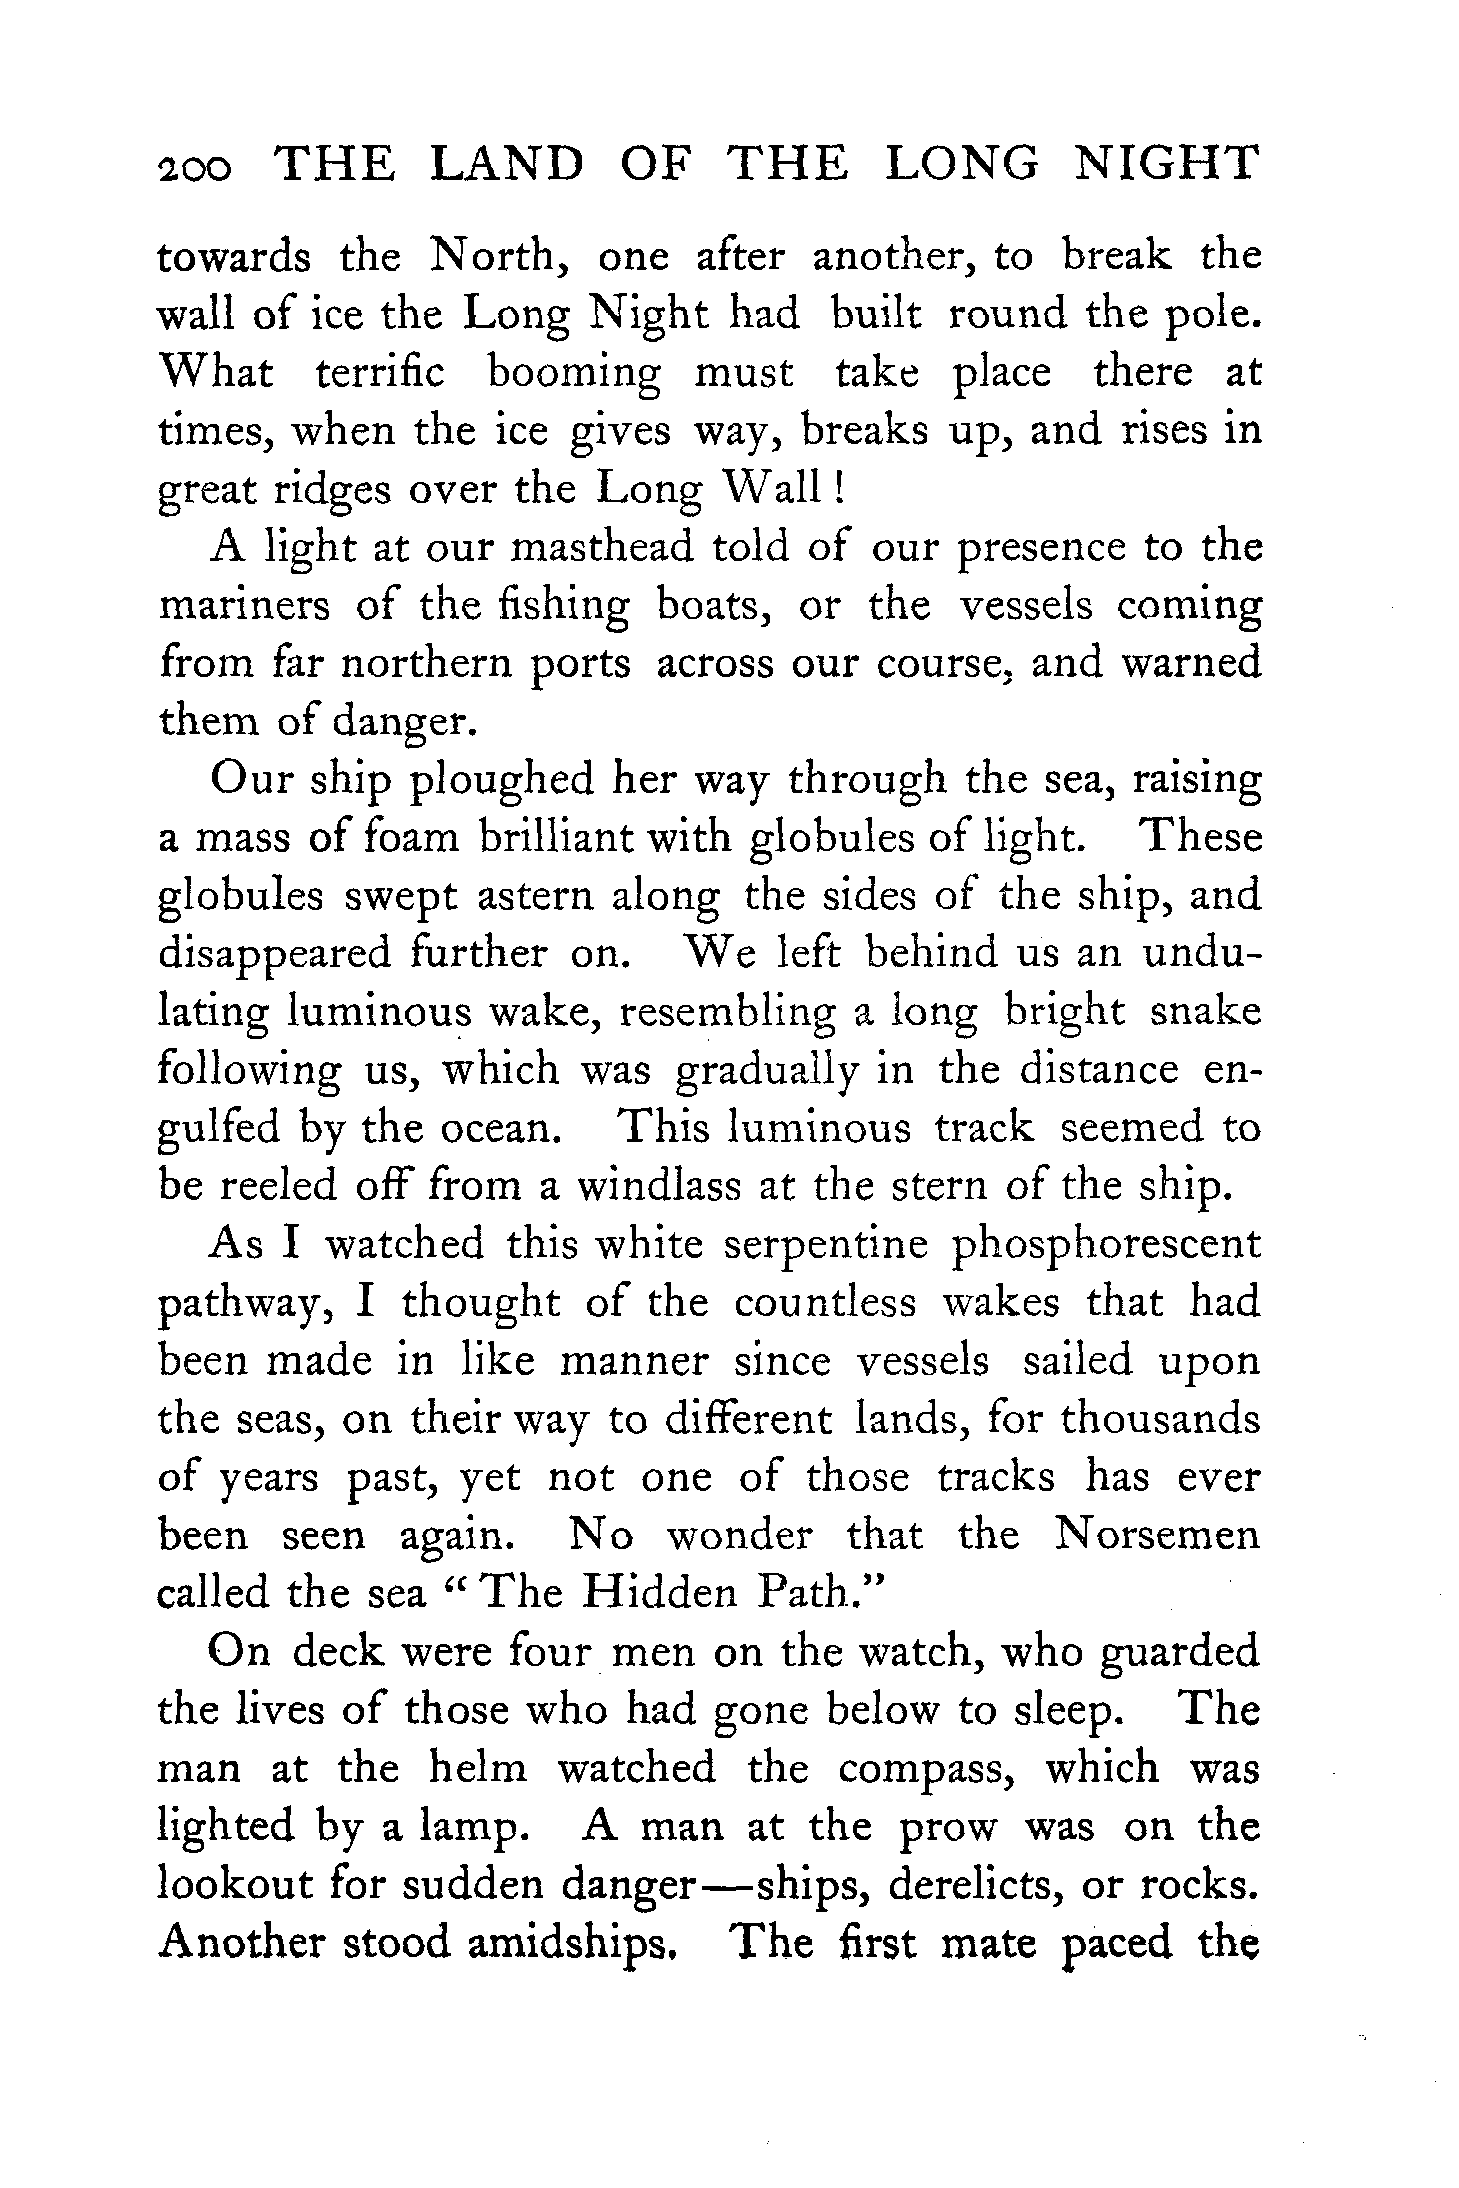 200 THE LAND OF THE LONG NIGHT
towards the North, one after another, to break the
wall of ice the Long Night had built round the pole.
What terrific booming must take place there at
times, when the ice gives way, breaks up, and rises in
great ridges over the Long Wall !
A light at our masthead told of our presence to the
mariners of the fishing boats, or the vessels coming
from far northern ports across our course, and warned
them of danger.
Our ship ploughed her way through the sea, raising
a mass of foam brilliant with globules of light. These
globules swept astern along the sides of the ship, and
disappeared further on. We left behind us an undu-
lating luminous wake, resembling a long bright snake
following us, which was gradually in the distance en-
gulfed by the ocean. This luminous track seemed to
be reeled off from a windlass at the stern of the ship.
As I watched this white serpentine phosphorescent
pathway, I thought of the countless wakes that had
been made in like manner since vessels sailed upon
the seas, on their way to different lands, for thousands
of years past, yet not one of those tracks has ever
been seen again. No wonder that the Norsemen
called the sea “ The Hidden Path.”
On deck were four men on the watch, who guarded
the lives of those who had gone below to sleep. The
man at the helm watched the compass, which was
lighted by a lamp. A man at the prow was on the
lookout for sudden danger—ships, derelicts, or rocks.
Another stood amidships. The first mate paced the